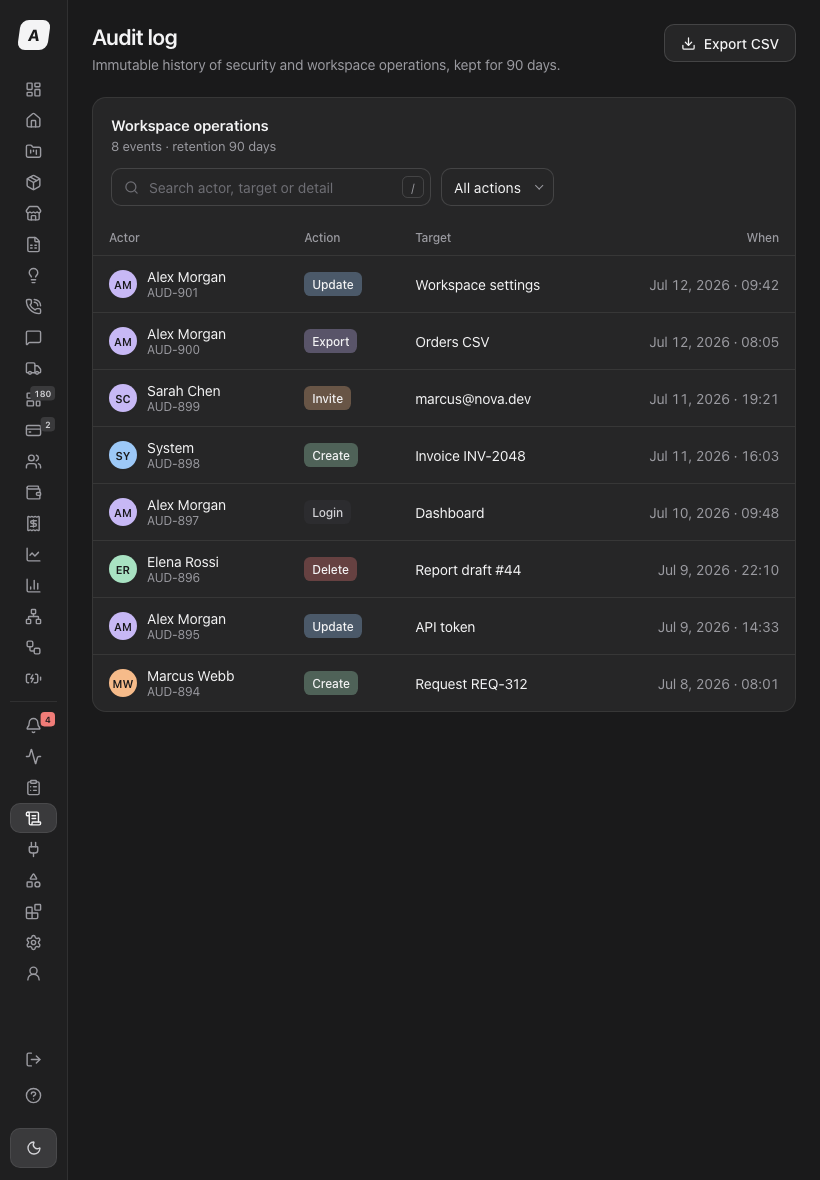 A
Audit log
Immutable history of security and workspace operations, kept for 90 days.
Export CSV
Workspace operations
8 events · retention 90 days
Search actor, target or detail
/
All actions
Actor Action Target When
AM Alex Morgan AUD-901 Update Workspace settings Jul 12, 2026 · 09:42
AM Alex Morgan AUD-900 Export Orders CSV Jul 12, 2026 · 08:05
SC Sarah Chen AUD-899 Invite marcus@nova.dev Jul 11, 2026 · 19:21
SY System AUD-898 Create Invoice INV-2048 Jul 11, 2026 · 16:03
AM Alex Morgan AUD-897 Login Dashboard Jul 10, 2026 · 09:48
ER Elena Rossi AUD-896 Delete Report draft #44 Jul 9, 2026 · 22:10
AM Alex Morgan AUD-895 Update API token Jul 9, 2026 · 14:33
MW Marcus Webb AUD-894 Create Request REQ-312 Jul 8, 2026 · 08:01
180
2
4